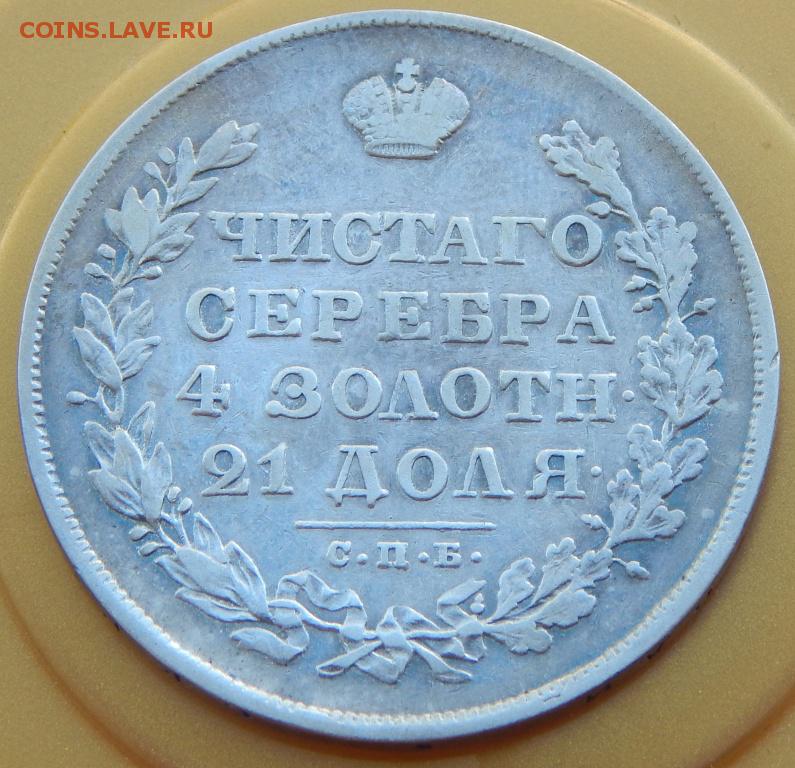 COINS.LAVE.RU
ЧИСТАГО
СЕРЕБРА
4 ЗОЛОТН.
21 ДОЛЯ.
С.П.Б.